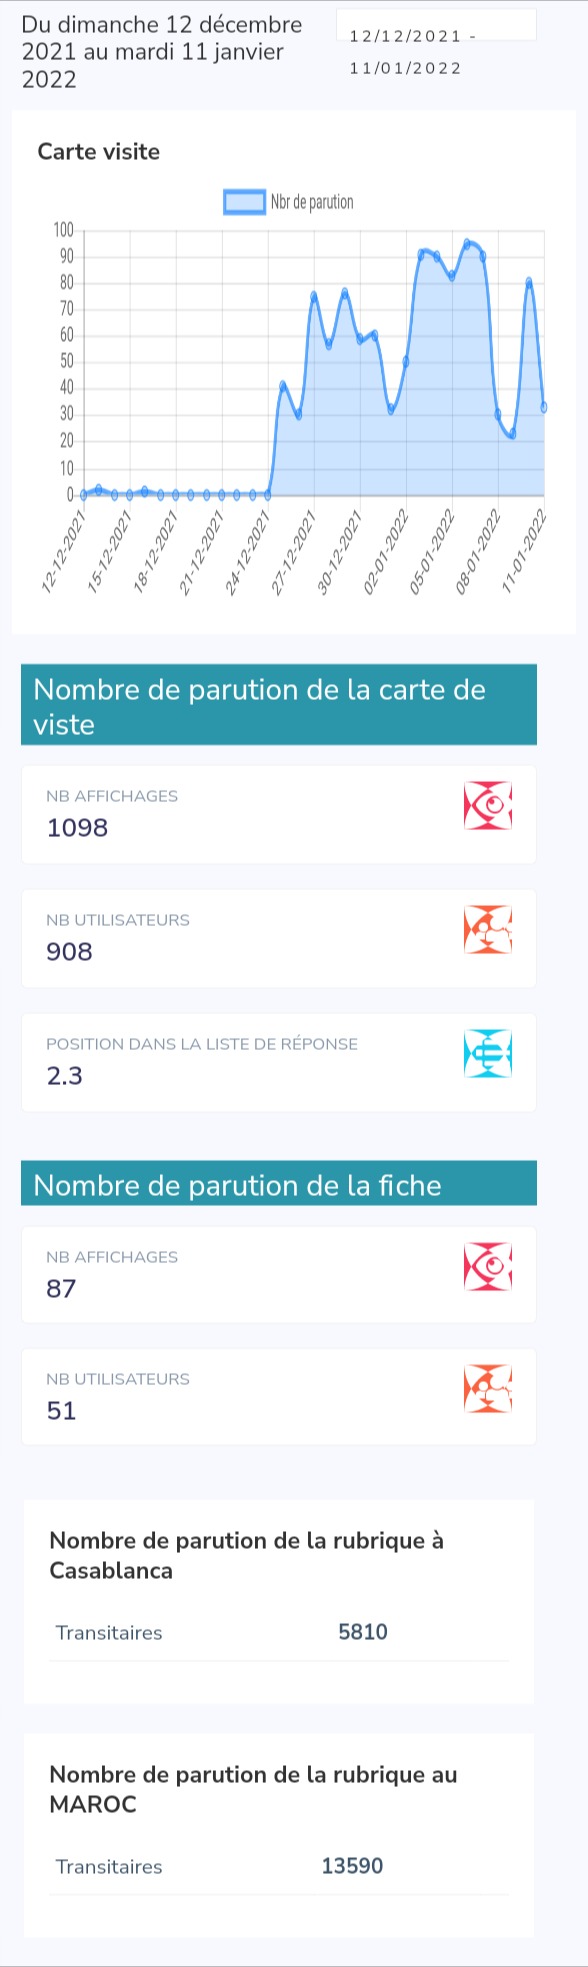 Du dimanche 12 décembre
2021 au mardi 11 janvier
2022
12/12/2021 -
11/01/2022
Carte visite
Nbr de parution
100
90
80
70
60
50
40
30
20
10
0
12-12-2021
15-12-2021
18-12-2021
21-12-2021
24-12-2021
27-12-2021
30-12-2021
02-01-2022
05-01-2022
08-01-2022
11-01-2022
Nombre de parution de la carte de
viste
NB AFFICHAGES
1098
NB UTILISATEURS
908
POSITION DANS LA LISTE DE RÉPONSE
2.3
Nombre de parution de la fiche
NB AFFICHAGES
87
NB UTILISATEURS
51
Nombre de parution de la rubrique à
Casablanca
Transitaires 5810
Nombre de parution de la rubrique au
MAROC
Transitaires 13590